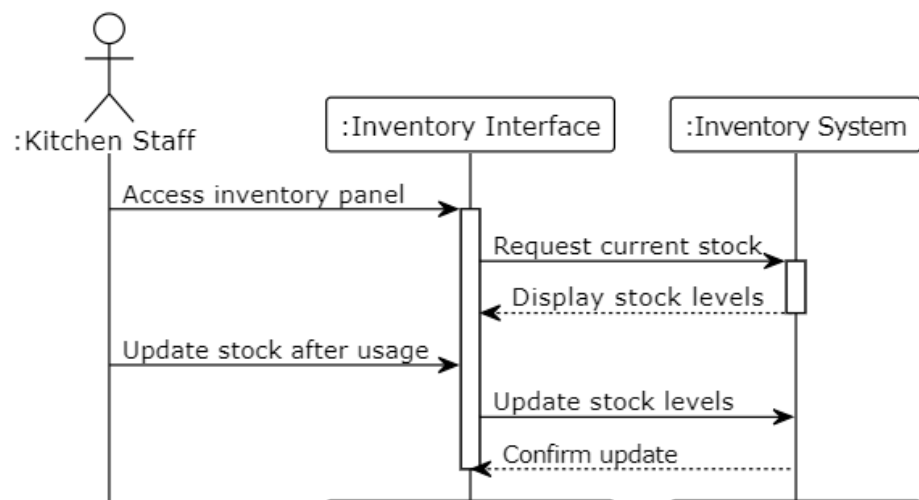 :Kitchen Staff
:Inventory Interface
:Inventory System
Access inventory panel
Request current stock
Display stock levels
Update stock after usage
Update stock levels
Confirm update